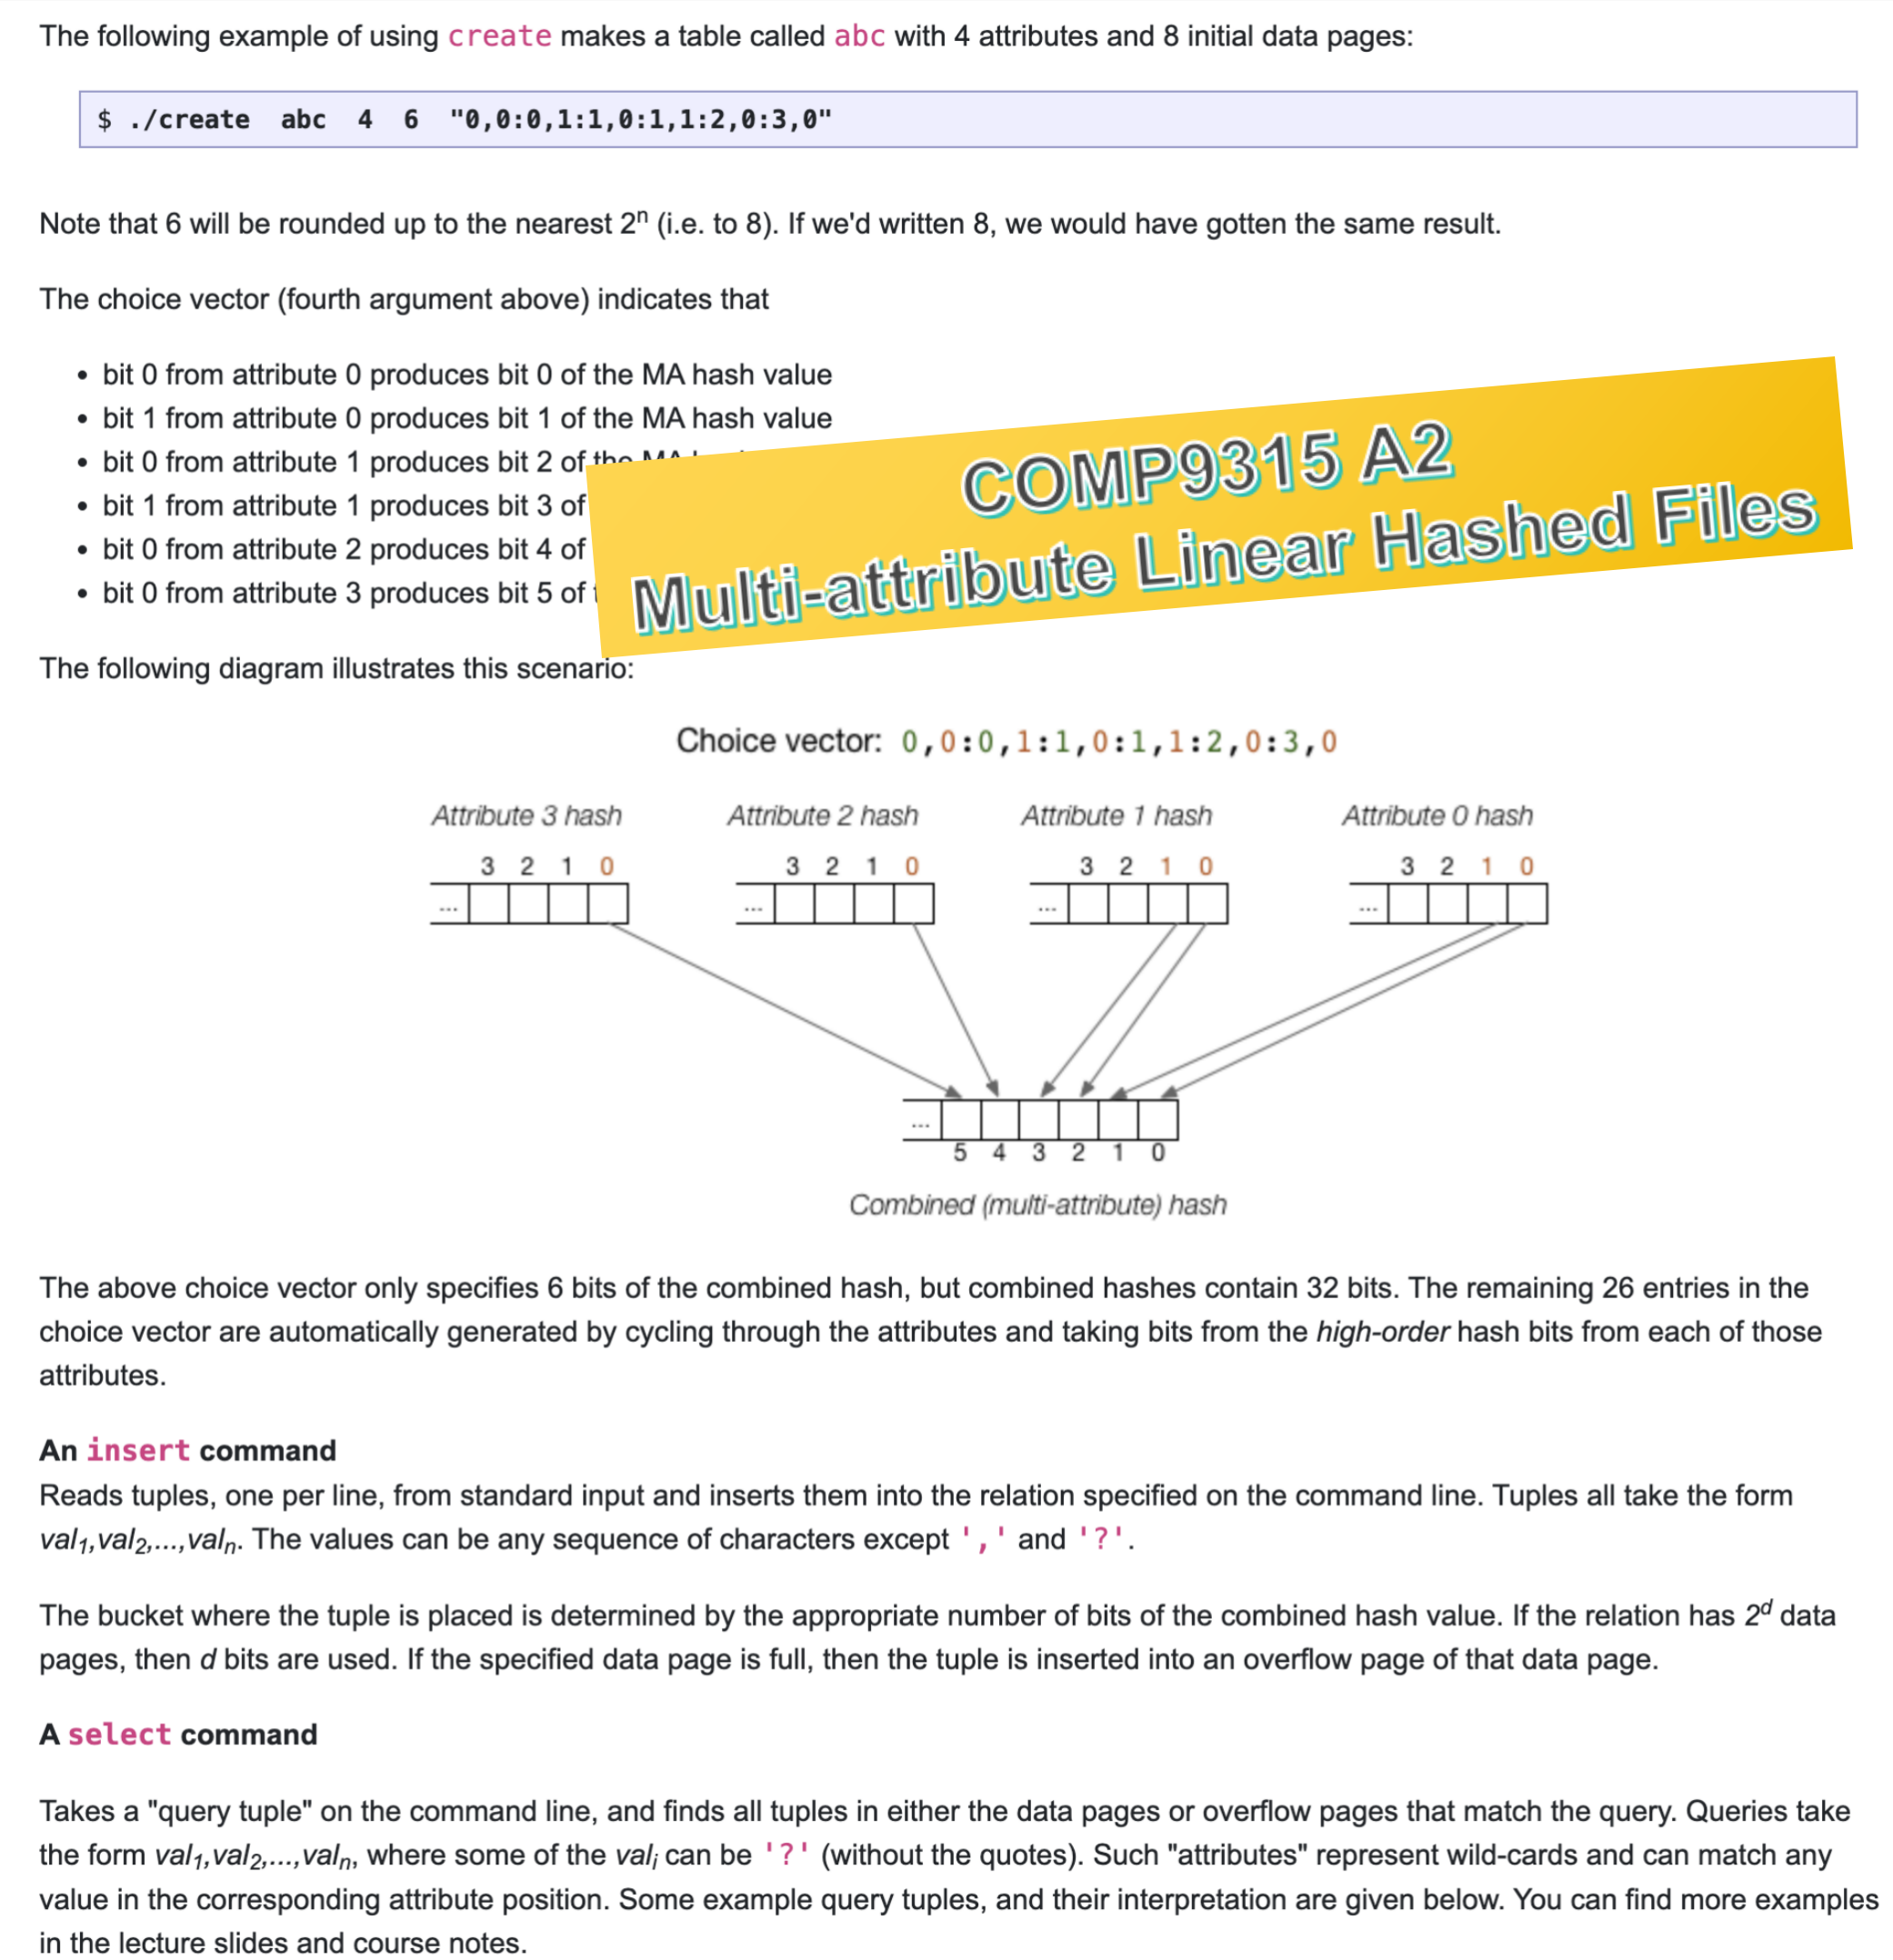 The following example of using create makes a table called abc with 4 attributes and 8 initial data pages:
$ ./create abc 4 6 "0,0:0,1:1,0:1,1:2,0:3,0"
Note that 6 will be rounded up to the nearest 2ⁿ (i.e. to 8). If we'd written 8, we would have gotten the same result.
The choice vector (fourth argument above) indicates that
• bit 0 from attribute 0 produces bit 0 of the MA hash value
• bit 1 from attribute 0 produces bit 1 of the MA hash value
• bit 0 from attribute 1 produces bit 2 of the MA
• bit 1 from attribute 1 produces bit 3 of
• bit 0 from attribute 2 produces bit 4 of
• bit 0 from attribute 3 produces bit 5 of
COMP9315 A2
Multi-attribute Linear Hashed Files
The following diagram illustrates this scenario:
Choice vector: 0,0:0,1:1,0:1,1:2,0:3,0
Attribute 3 hash Attribute 2 hash Attribute 1 hash Attribute 0 hash
3 2 1 0 3 2 1 0 3 2 1 0 3 2 1 0
... ... ... ...
...
5 4 3 2 1 0
Combined (multi-attribute) hash
The above choice vector only specifies 6 bits of the combined hash, but combined hashes contain 32 bits. The remaining 26 entries in the
choice vector are automatically generated by cycling through the attributes and taking bits from the high-order hash bits from each of those
attributes.
An insert command
Reads tuples, one per line, from standard input and inserts them into the relation specified on the command line. Tuples all take the form
val₁,val₂,...,valₙ. The values can be any sequence of characters except ',' and '?'.
The bucket where the tuple is placed is determined by the appropriate number of bits of the combined hash value. If the relation has 2ᵈ data
pages, then d bits are used. If the specified data page is full, then the tuple is inserted into an overflow page of that data page.
A select command
Takes a "query tuple" on the command line, and finds all tuples in either the data pages or overflow pages that match the query. Queries take
the form val₁,val₂,...,valₙ, where some of the valᵢ can be '?' (without the quotes). Such "attributes" represent wild-cards and can match any
value in the corresponding attribute position. Some example query tuples, and their interpretation are given below. You can find more examples
in the lecture slides and course notes.